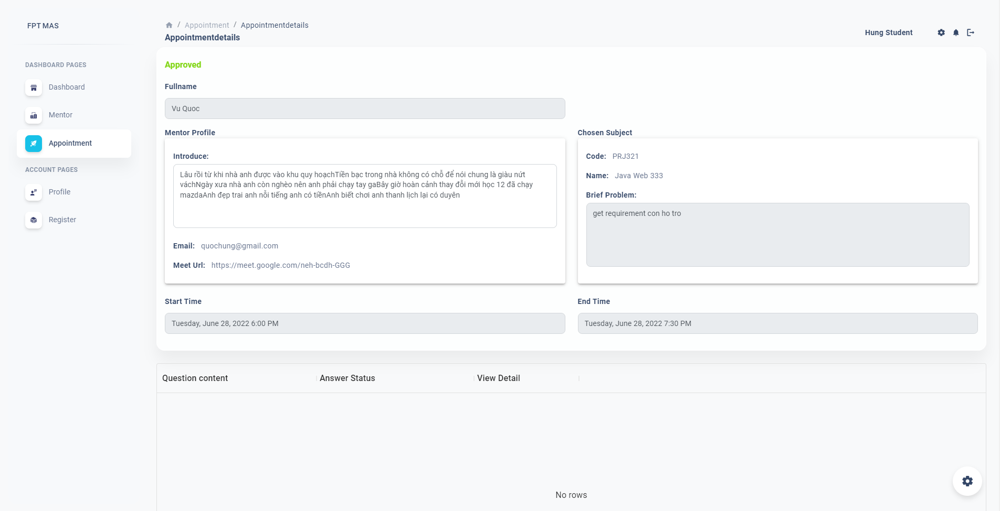 FPT MAS
DASHBOARD PAGES
Dashboard
Mentor
Appointment
ACCOUNT PAGES
Profile
Register
/ Appointment / Appointmentdetails
Appointmentdetails
Hung Student
Approved
Fullname
Vu Quoc
Mentor Profile
Introduce:
Lâu rồi từ khi nhà anh được vào khu quy hoạchTiền bạc trong nhà không có chỗ để nói chung là giàu nứt
váchNgày xưa nhà anh còn nghèo nên anh phải chạy tay gaBây giờ hoàn cảnh thay đổi mới học 12 đã chạy
mazdaAnh đẹp trai anh nỗi tiếng anh có tiềnAnh biết chơi anh thanh lịch lại có duyên
Email: quochung@gmail.com
Meet Url: https://meet.google.com/neh-bcdh-GGG
Chosen Subject
Code: PRJ321
Name: Java Web 333
Brief Problem:
get requirement con ho tro
Start Time
Tuesday, June 28, 2022 6:00 PM
End Time
Tuesday, June 28, 2022 7:30 PM
Question content Answer Status View Detail
No rows